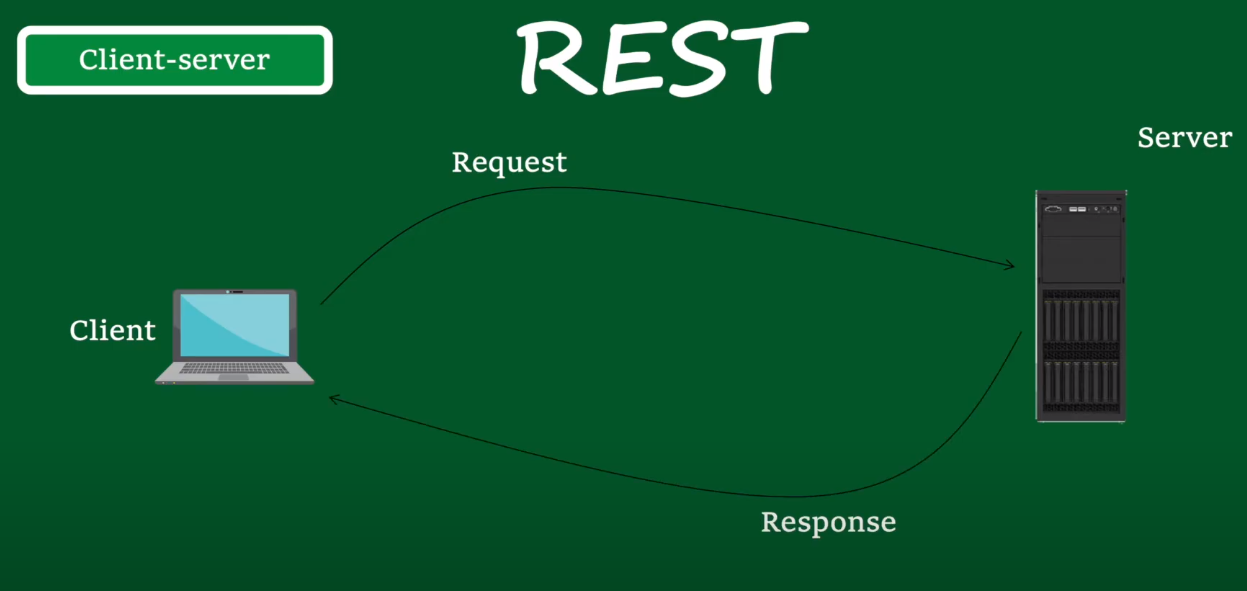 Client-server
REST
Server
Request
Client
Response